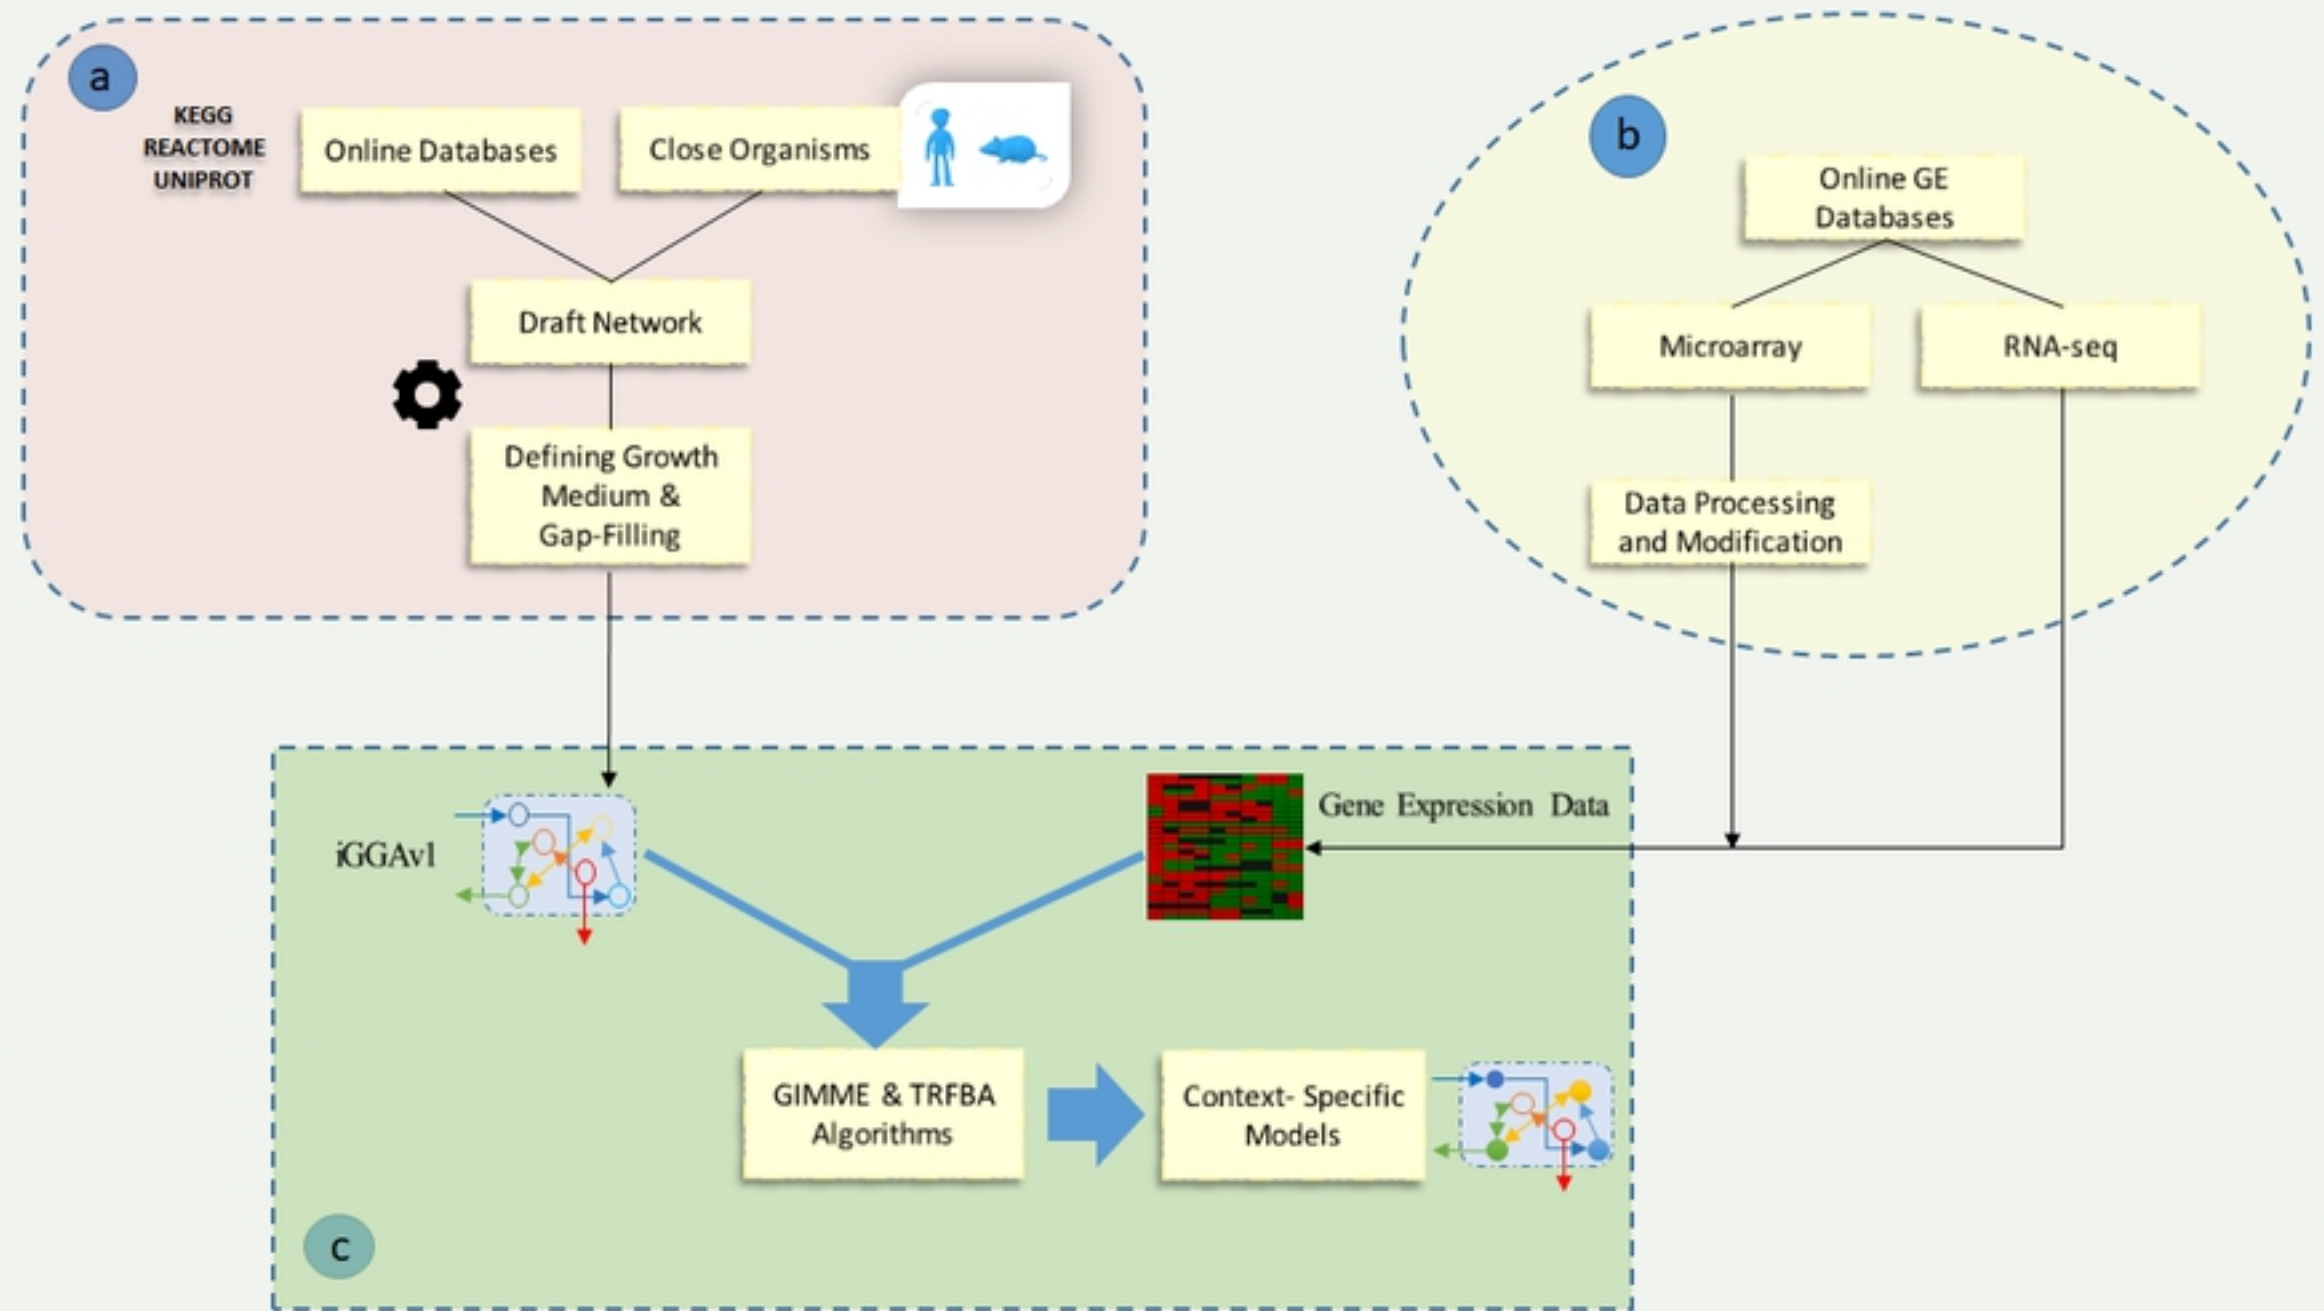 a
KEGG
REACTOME
UNIPROT
Online Databases
Close Organisms
Draft Network
Defining Growth
Medium &
Gap-Filling
b
Online GE
Databases
Microarray
RNA-seq
Data Processing
and Modification
iGGAv1
Gene Expression Data
GIMME & TRFBA
Algorithms
Context- Specific
Models
c